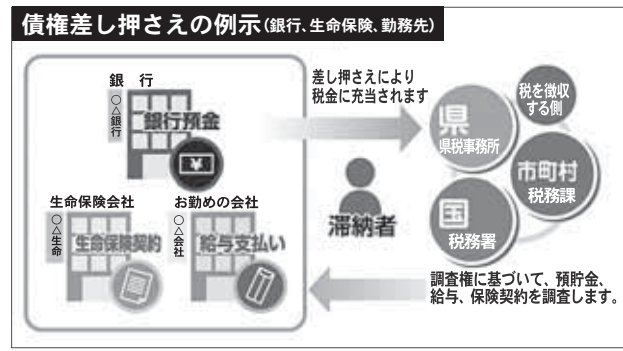 債権差し押さえの例示(銀行、生命保険、勤務先)
銀 行
○△銀行
銀行預金
¥
生命保険会社
○△生命
生命保険契約
お勤めの会社
○△会社
給与支払い
差し押さえにより
税金に充当されます
滞納者
税を徴収
する側
県
県税事務所
市町村
税務課
国
税務署
調査権に基づいて、預貯金、
給与、保険契約を調査します。